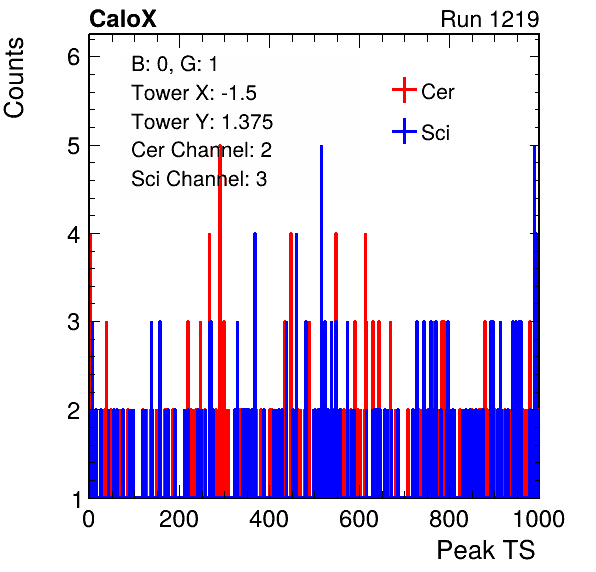 CaloX Run 1219
B: 0, G: 1
Tower X: -1.5
Tower Y: 1.375
Cer Channel: 2
Sci Channel: 3
Cer
Sci
Counts
6
5
4
3
2
1
0 200 400 600 800 1000
Peak TS